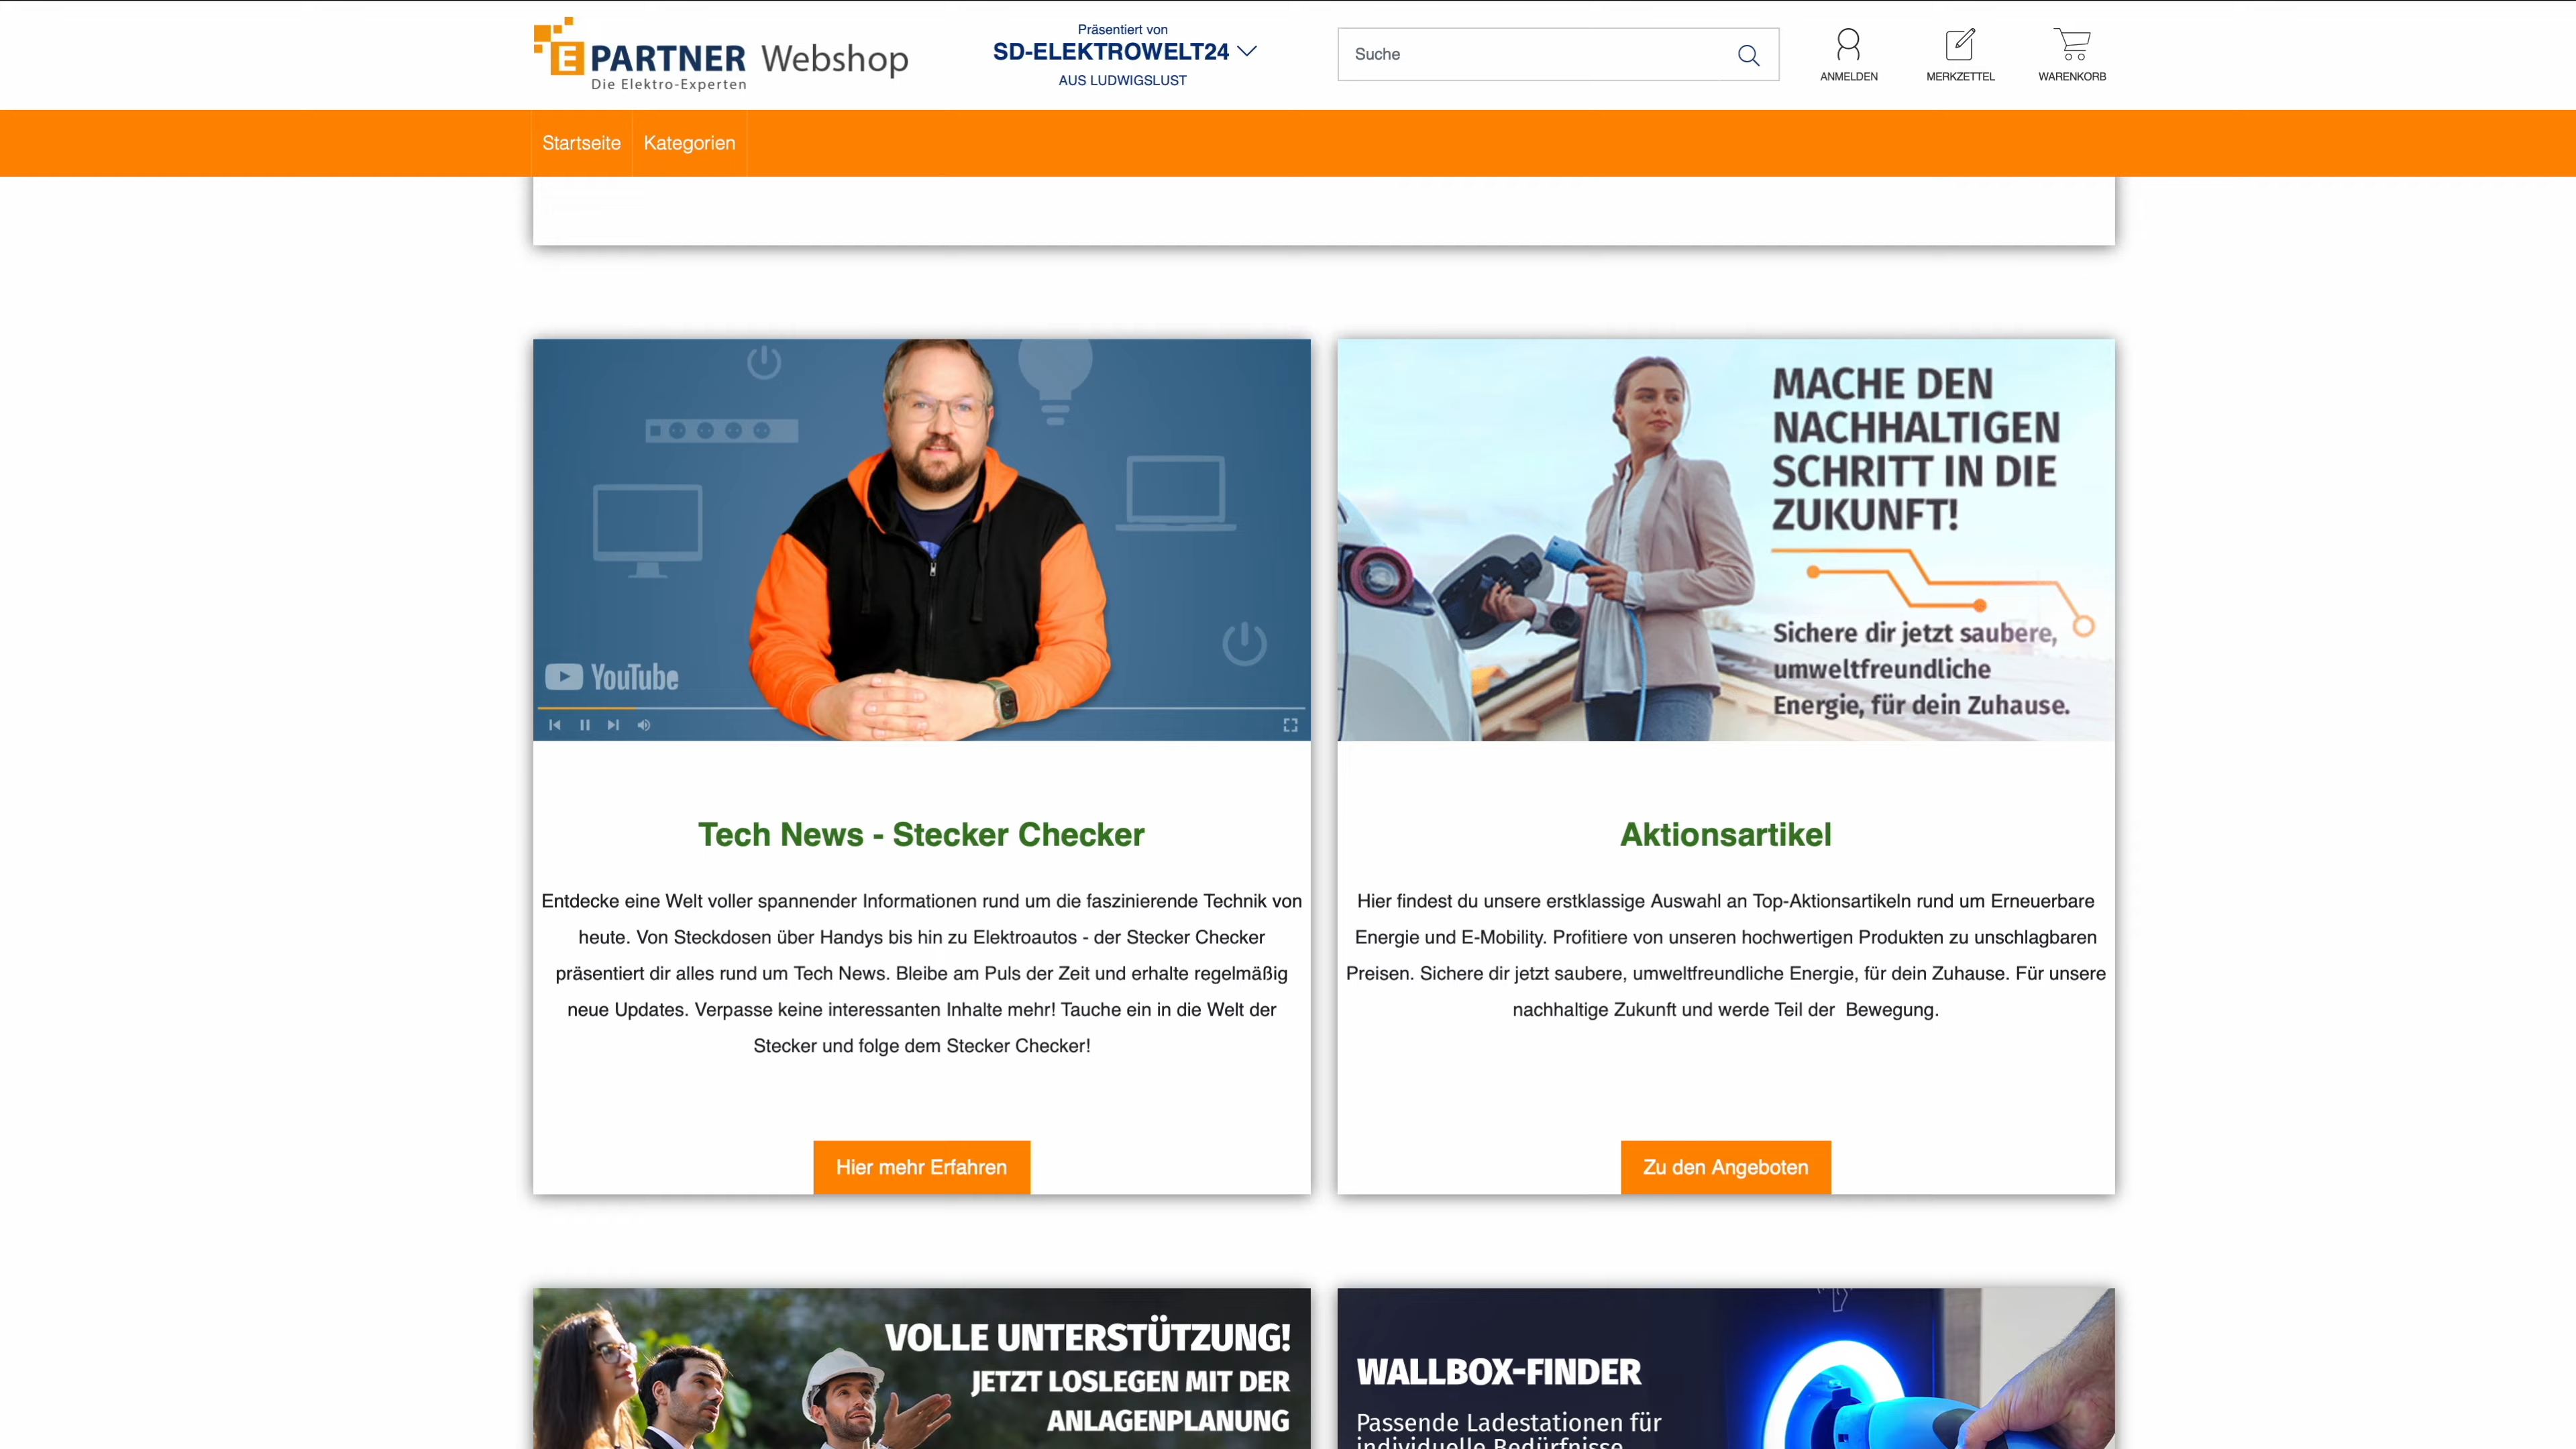 E PARTNER Webshop
Die Elektro-Experten
Präsentiert von
SD-ELEKTROWELT24
AUS LUDWIGSLUST
Suche
ANMELDEN
MERKZETTEL
WARENKORB
Startseite
Kategorien
YouTube
MACHE DEN
NACHHALTIGEN
SCHRITT IN DIE
ZUKUNFT!
Sichere dir jetzt saubere,
umweltfreundliche
Energie, für dein Zuhause.
Tech News - Stecker Checker
Entdecke eine Welt voller spannender Informationen rund um die faszinierende Technik von
heute. Von Steckdosen über Handys bis hin zu Elektroautos - der Stecker Checker
präsentiert dir alles rund um Tech News. Bleibe am Puls der Zeit und erhalte regelmäßig
neue Updates. Verpasse keine interessanten Inhalte mehr! Tauche ein in die Welt der
Stecker und folge dem Stecker Checker!
Hier mehr Erfahren
Aktionsartikel
Hier findest du unsere erstklassige Auswahl an Top-Aktionsartikeln rund um Erneuerbare
Energie und E-Mobility. Profitiere von unseren hochwertigen Produkten zu unschlagbaren
Preisen. Sichere dir jetzt saubere, umweltfreundliche Energie, für dein Zuhause. Für unsere
nachhaltige Zukunft und werde Teil der  Bewegung.
Zu den Angeboten
VOLLE UNTERSTÜTZUNG!
JETZT LOSLEGEN MIT DER
ANLAGENPLANUNG
WALLBOX-FINDER
Passende Ladestationen für
individuelle Bedürfnisse